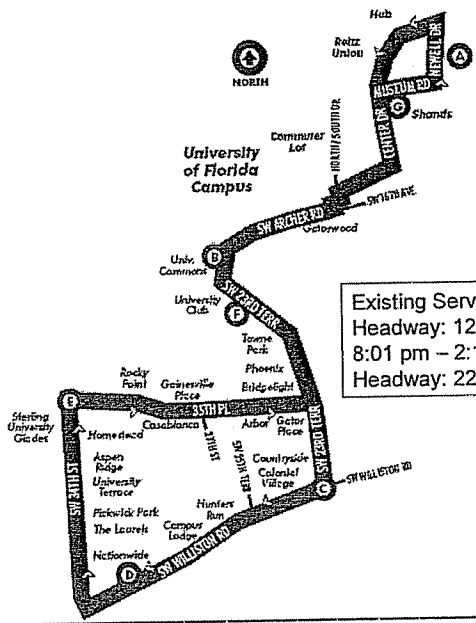 Hub
Reitz
Union
NEWELL DR
A
NORTH
MUSEUM RD
G
Shands
Commuter
Lot
NORTH/SOUTH DR
CENTER DR
University
of Florida
Campus
SW 16TH AVE.
SW ARCHER RD
Gatorwood
B
Univ.
Commons
SW 23RD TERR
University
Club
F
Existing Serv
Headway: 12
8:01 pm – 2:
Headway: 22
Towne
Park
Phoenix
Bridgelight
Rocky
Point
Gainesville
Place
E
35TH PL
Sterling
University
Glades
Homestead
Casablanca
Arbor
Gator
Place
SW 23RD TERR
Aspen
Ridge
University
Terrace
Countryside
Colonial
Village
SW WILLISTON RD
C
SW 34TH ST
Pickwick Park
The Laurels
Hunters
Run
Campus
Lodge
Nationwide
D
SW WILLISTON RD